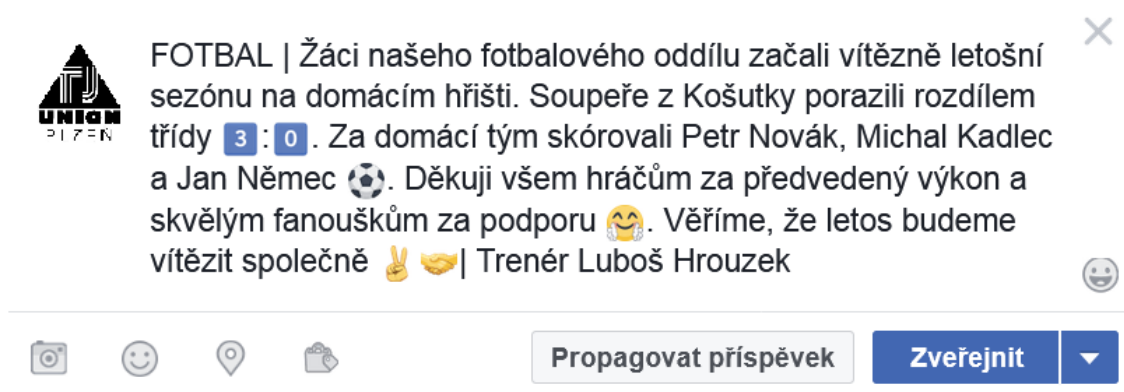 TJ
UNION
PLZEŇ
FOTBAL | Žáci našeho fotbalového oddílu začali vítězně letošní
sezónu na domácím hřišti. Soupeře z Košutky porazili rozdílem
třídy 3️⃣:0️⃣. Za domácí tým skórovali Petr Novák, Michal Kadlec
a Jan Němec ⚽. Děkuji všem hráčům za předvedený výkon a
skvělým fanouškům za podporu 🤗. Věříme, že letos budeme
vítězit společně ✌️🤝| Trenér Luboš Hrouzek
Propagovat příspěvek
Zveřejnit